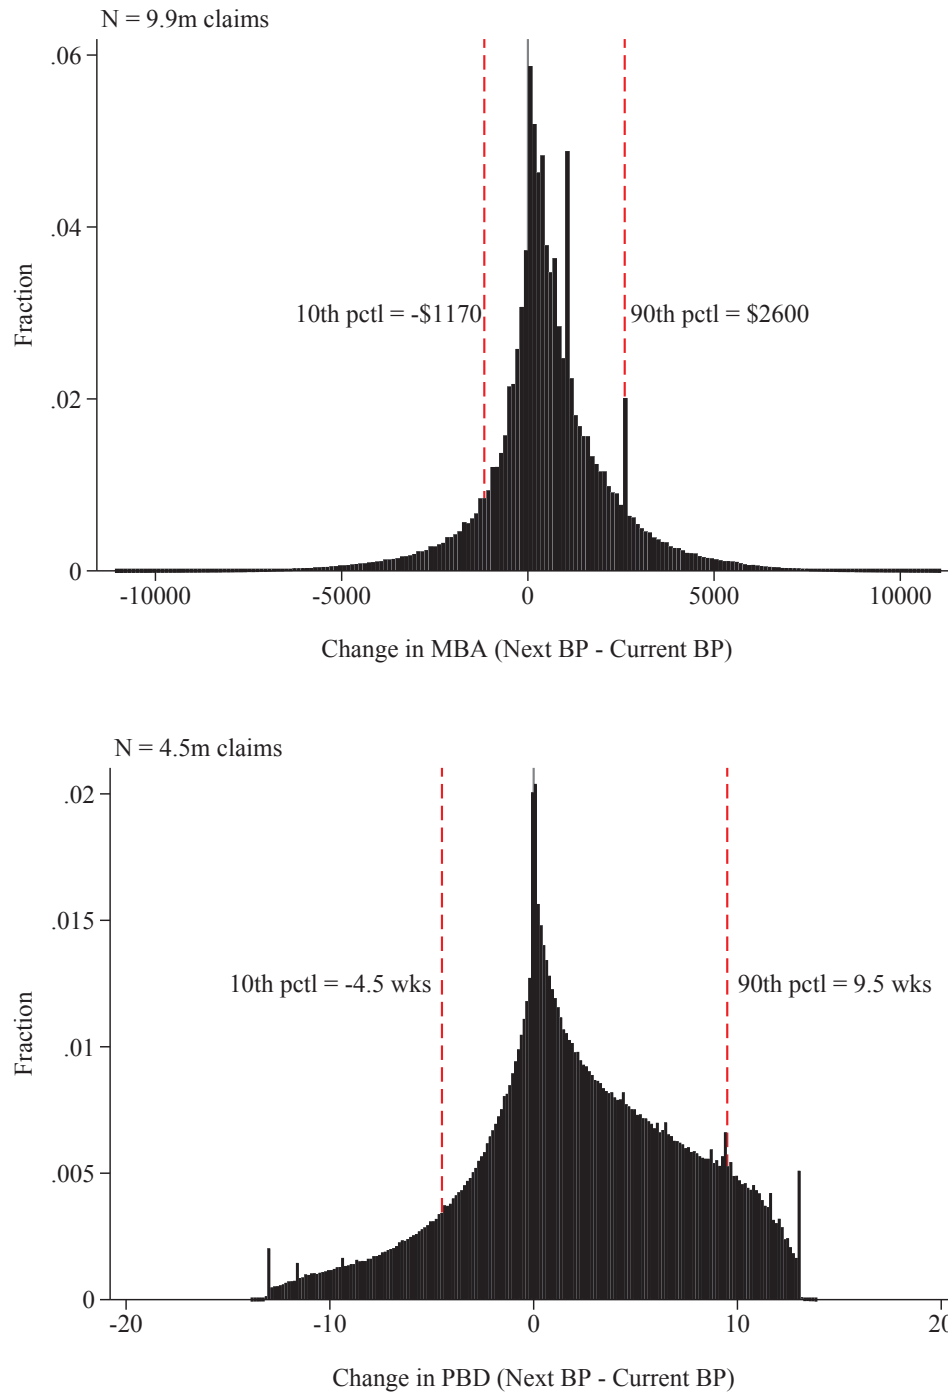 N = 9.9m claims
.06
.04
.02
0
Fraction
10th pctl = -$1170
90th pctl = $2600
-10000 -5000 0 5000 10000
Change in MBA (Next BP - Current BP)
N = 4.5m claims
.02
.015
.01
.005
0
Fraction
10th pctl = -4.5 wks
90th pctl = 9.5 wks
-20 -10 0 10 20
Change in PBD (Next BP - Current BP)